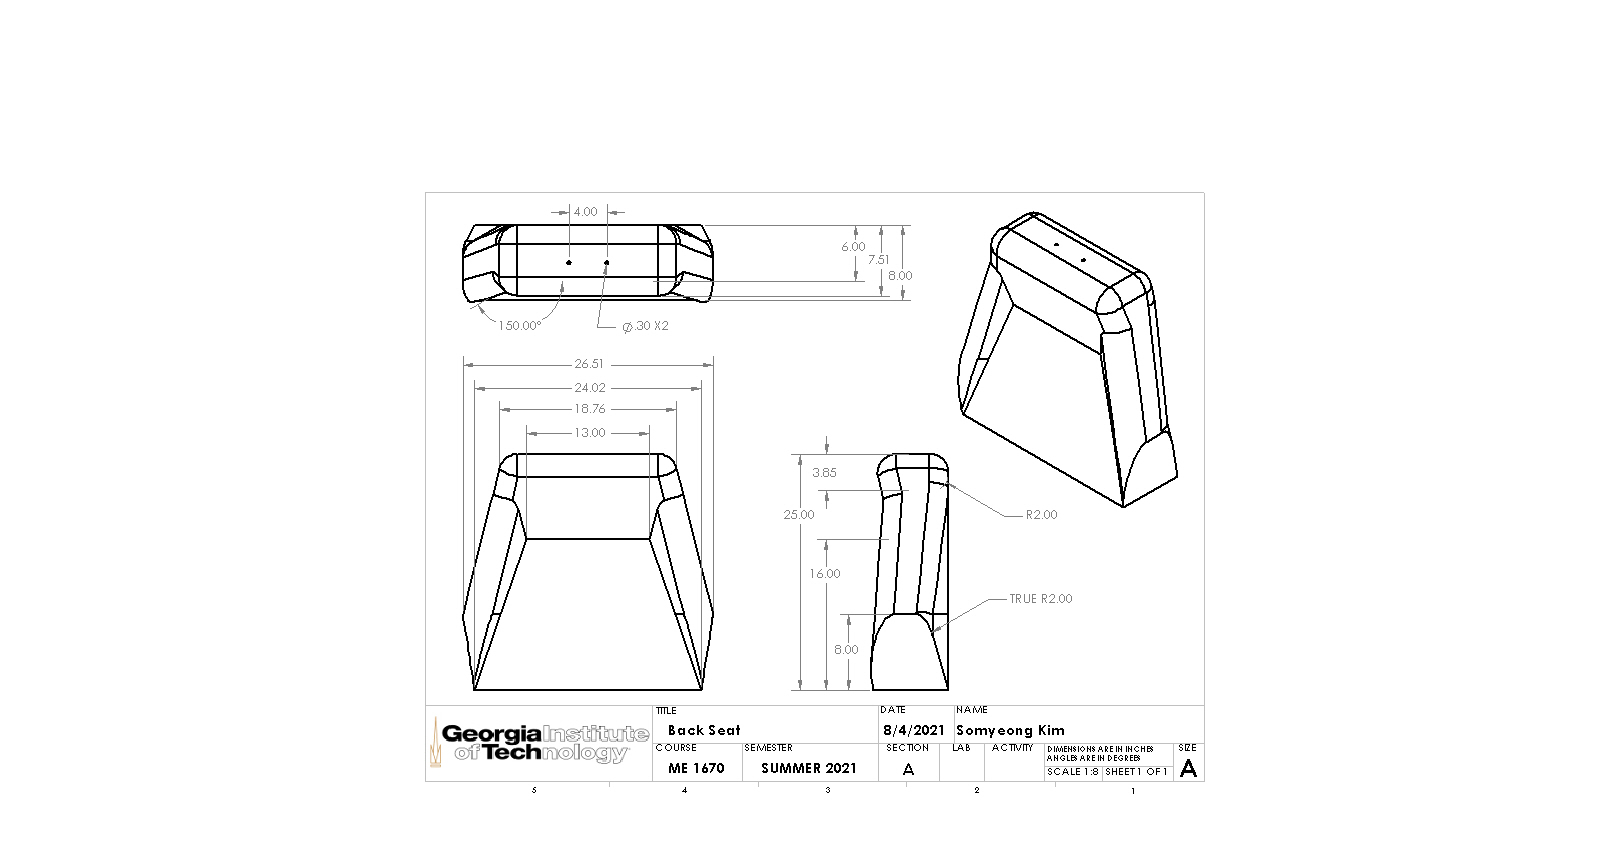 4.00
6.00
7.51
8.00
150.00°
⌀.30 X2
26.51
24.02
18.76
13.00
3.85
25.00
R2.00
16.00
TRUE R2.00
8.00
Georgia Institute
of Technology
TITLE
Back Seat
DATE
8/4/2021
NAME
Somyeong Kim
COURSE
ME 1670
SEMESTER
SUMMER 2021
SECTION
A
LAB
ACTIVITY
DIMENSIONS ARE IN INCHES
ANGLES ARE IN DEGREES
SCALE 1:8
SHEET 1 OF 1
SIZE
A
5
4
3
2
1